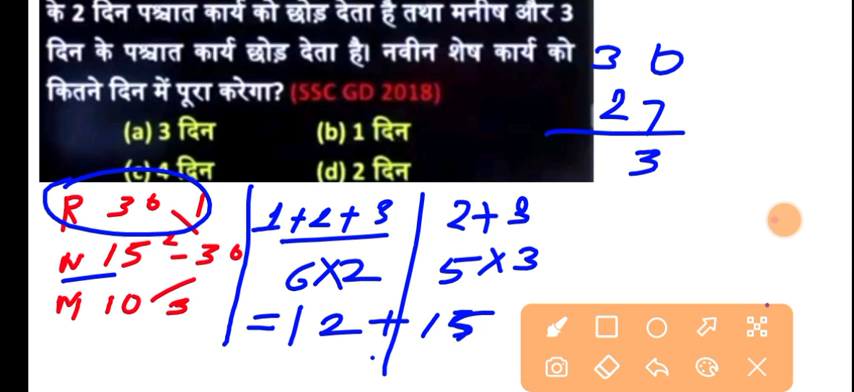 के 2 दिन पश्चात कार्य को छोड़ देता है तथा मनीष और 3
दिन के पश्चात कार्य छोड़ देता है। नवीन शेष कार्य को
कितने दिन में पूरा करेगा? (SSC GD 2018)
(a) 3 दिन (b) 1 दिन
(c) 4 दिन (d) 2 दिन
30
27
3
R 30 1
N 15 2 - 30
M 10 3
1+2+3
6×2
=12+15
2+3
5×3